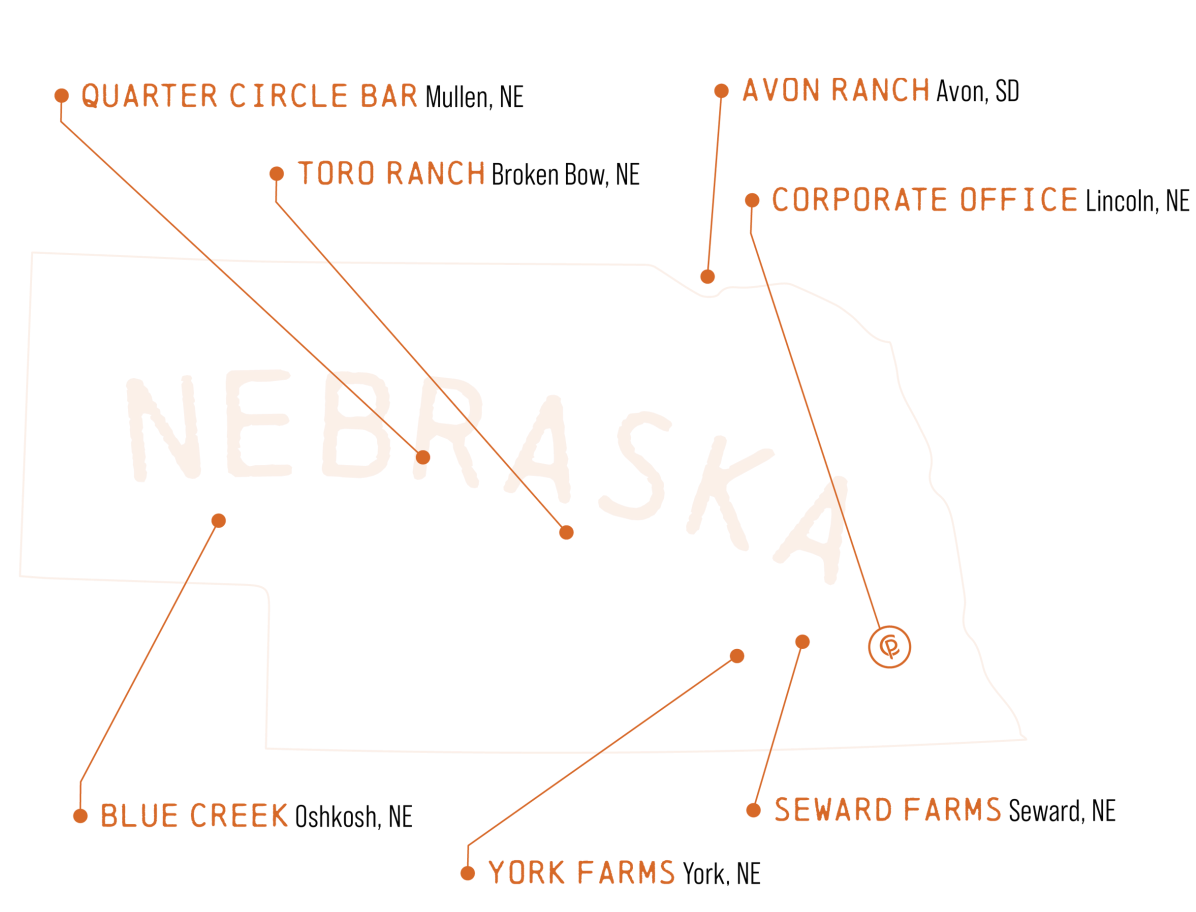 QUARTER CIRCLE BAR Mullen, NE
AVON RANCH Avon, SD
TORO RANCH Broken Bow, NE
CORPORATE OFFICE Lincoln, NE
NEBRASKA
CP
BLUE CREEK Oshkosh, NE
SEWARD FARMS Seward, NE
YORK FARMS York, NE